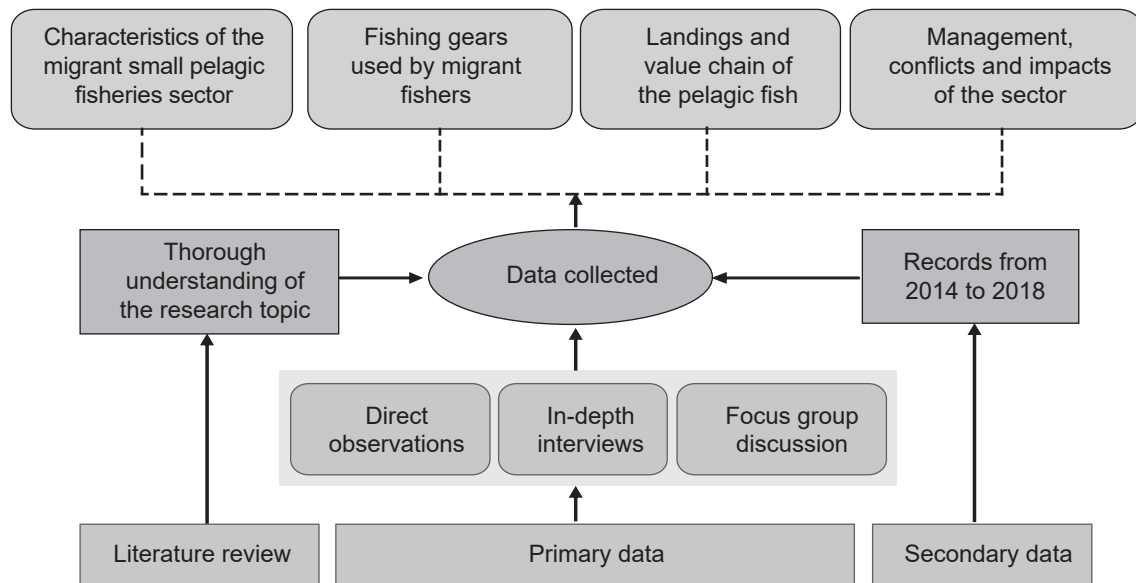 Characteristics of the
migrant small pelagic
fisheries sector
Fishing gears
used by migrant
fishers
Landings and
value chain of
the pelagic fish
Management,
conflicts and impacts
of the sector
Thorough
understanding of
the research topic
Data collected
Records from
2014 to 2018
Direct
observations
In-depth
interviews
Focus group
discussion
Literature review
Primary data
Secondary data